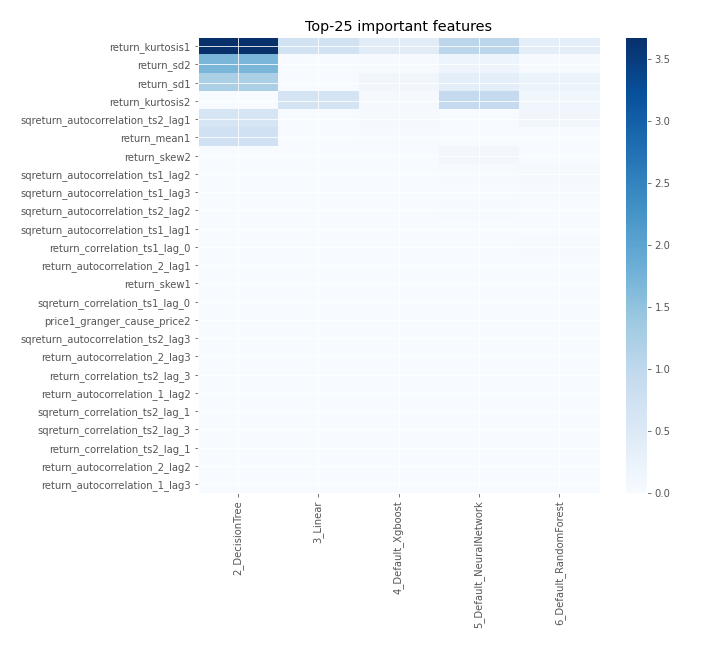 Top-25 important features
return_kurtosis1
return_sd2
return_sd1
return_kurtosis2
sqreturn_autocorrelation_ts2_lag1
return_mean1
return_skew2
sqreturn_autocorrelation_ts1_lag2
sqreturn_autocorrelation_ts1_lag3
sqreturn_autocorrelation_ts2_lag2
sqreturn_autocorrelation_ts1_lag1
return_correlation_ts1_lag_0
return_autocorrelation_2_lag1
return_skew1
sqreturn_correlation_ts1_lag_0
price1_granger_cause_price2
sqreturn_autocorrelation_ts2_lag3
return_autocorrelation_2_lag3
return_correlation_ts2_lag_3
return_autocorrelation_1_lag2
sqreturn_correlation_ts2_lag_1
sqreturn_correlation_ts2_lag_3
return_correlation_ts2_lag_1
return_autocorrelation_2_lag2
return_autocorrelation_1_lag3
2_DecisionTree
3_Linear
4_Default_Xgboost
5_Default_NeuralNetwork
6_Default_RandomForest
3.5
3.0
2.5
2.0
1.5
1.0
0.5
0.0